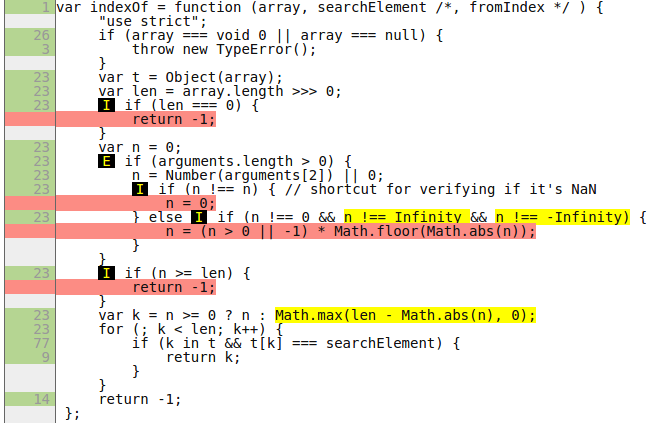 1 var indexOf = function (array, searchElement /*, fromIndex */ ) {
"use strict";
26 if (array === void 0 || array === null) {
3 throw new TypeError();
}
23 var t = Object(array);
23 var len = array.length >>> 0;
23 I if (len === 0) {
return -1;
}
23 var n = 0;
23 E if (arguments.length > 0) {
23 n = Number(arguments[2]) || 0;
23 I if (n !== n) { // shortcut for verifying if it's NaN
n = 0;
23 } else I if (n !== 0 && n !== Infinity && n !== -Infinity) {
n = (n > 0 || -1) * Math.floor(Math.abs(n));
}
}
23 I if (n >= len) {
return -1;
}
23 var k = n >= 0 ? n : Math.max(len - Math.abs(n), 0);
23 for (; k < len; k++) {
77 if (k in t && t[k] === searchElement) {
9 return k;
}
}
14 return -1;
};